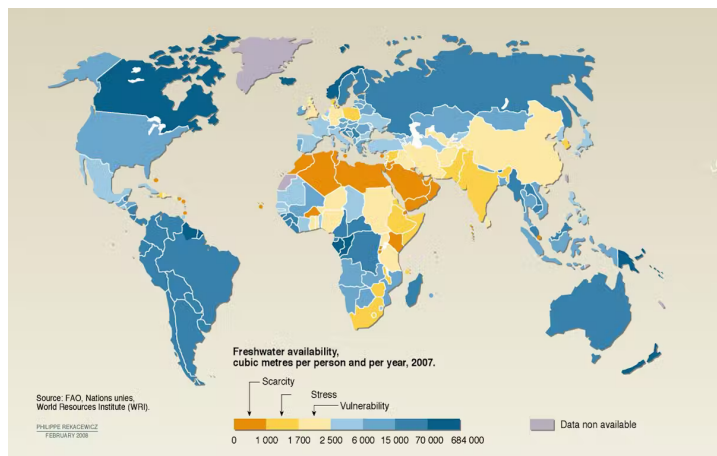 Freshwater availability,
cubic metres per person and per year, 2007.
Scarcity
Stress
Vulnerability
0 1 000 1 700 2 500 6 000 15 000 70 000 684 000
Data non available
Source: FAO, Nations unies,
World Resources Institute (WRI).
PHILIPPE REKACEWICZ
FEBRUARY 2008